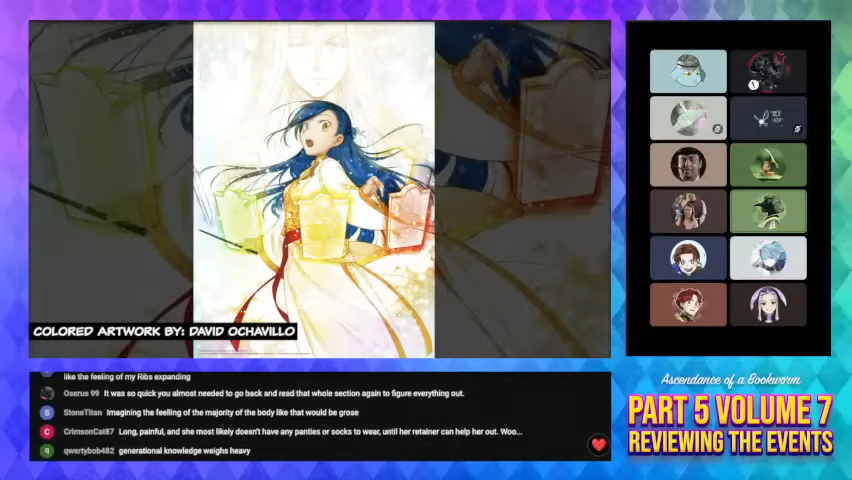 COLORED ARTWORK BY: DAVID OCHAVILLO
like the feeling of my Ribs expanding
Oserus 99 It was so quick you almost needed to go back and read that whole section again to figure everything out.
S StoneTitan Imagining the feelling of the majority of the body like that would be grose
C CrimsonCat87 Long, painful, and she most likely doesn't have any panties or socks to wear, until her retainer can help her out. Woo...
q qwertybob482 generational knowledge weighs heavy
Ascendance of a Bookworm
PART 5 VOLUME 7
REVIEWING THE EVENTS